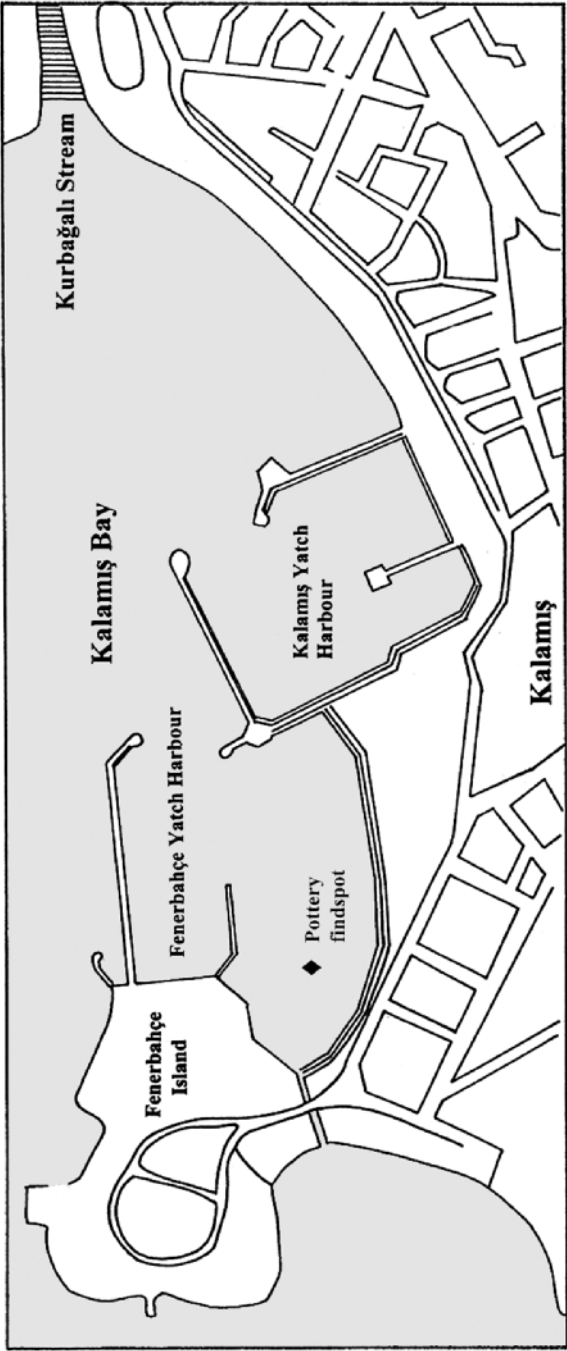 Kurbağalı Stream
Kalamış Bay
Kalamış Yatch
Harbour
Kalamış
Fenerbahçe Yatch Harbour
Pottery
findspot
Fenerbahçe
Island